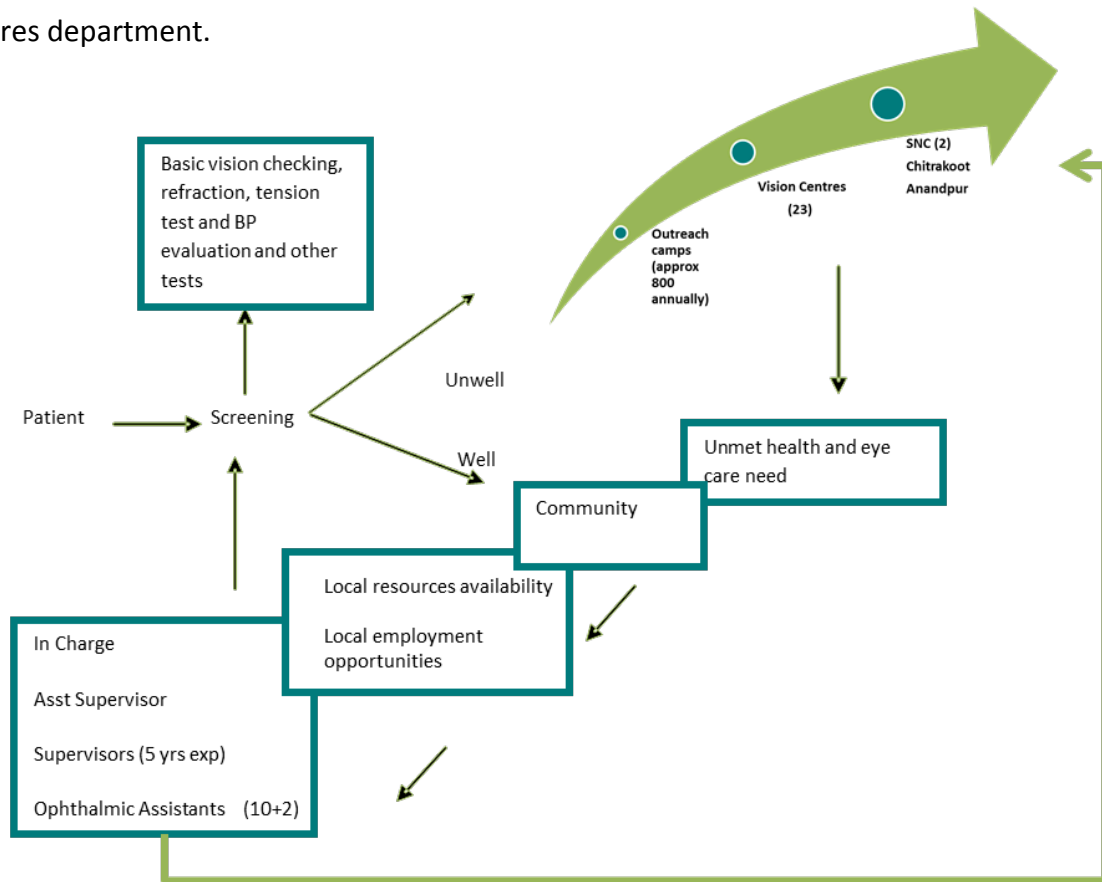 res department.
Basic vision checking,
refraction, tension
test and BP
evaluation and other
tests
SNC (2)
Chitrakoot
Anandpur
Vision Centres
(23)
Outreach
camps
(approx
800
annually)
Unwell
Patient
Screening
Well
Unmet health and eye
care need
Community
Local resources availability
Local employment
opportunities
In Charge
Asst Supervisor
Supervisors (5 yrs exp)
Ophthalmic Assistants (10+2)